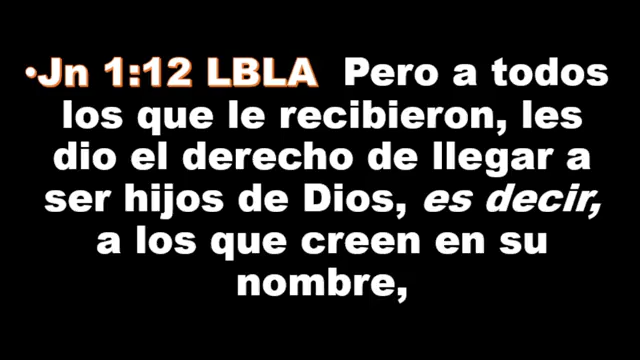 •Jn 1:12 LBLA Pero a todos
los que le recibieron, les
dio el derecho de llegar a
ser hijos de Dios, es decir,
a los que creen en su
nombre,